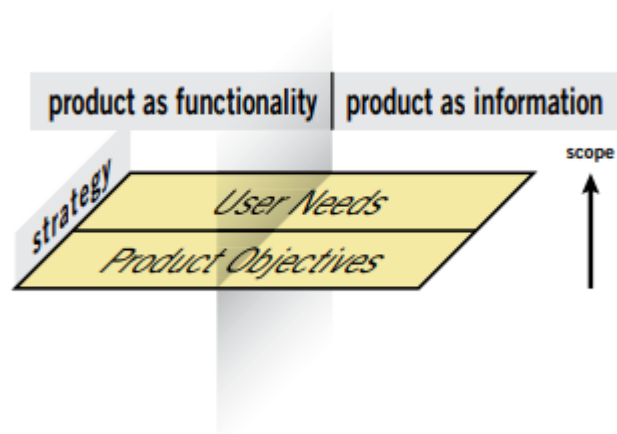 product as functionality product as information
scope
strategy
User Needs
Product Objectives